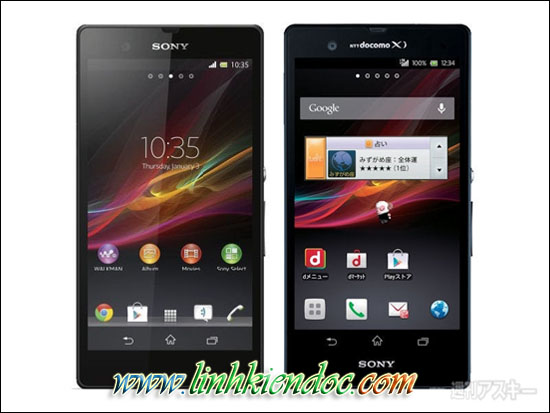 SONY
10:35
10:35
Thursday, January 3
WALKMAN
Album
Movies
Sony Select
NTT docomo Xi
100% 12:34
Google
占い
みずがめ座：全体運
★★★★★ (1位)
dメニュー
dマーケット
Playストア
SONY
www.linhkiendoc.com
週刊アスキー